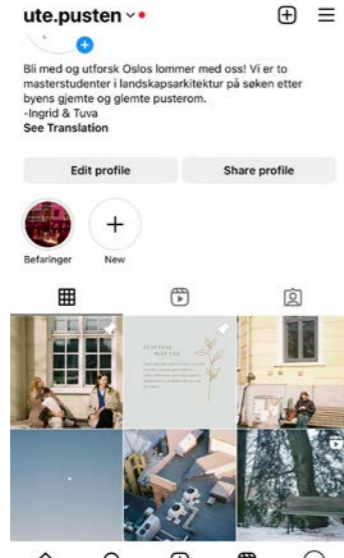 ute.pusten
Bli med og utforsk Oslos lommer med oss! Vi er to
masterstudenter i landskapsarkitektur på søken etter
byens gjemte og glemte pusterom.
-Ingrid & Tuva
See Translation
Edit profile
Share profile
Befaringer
New